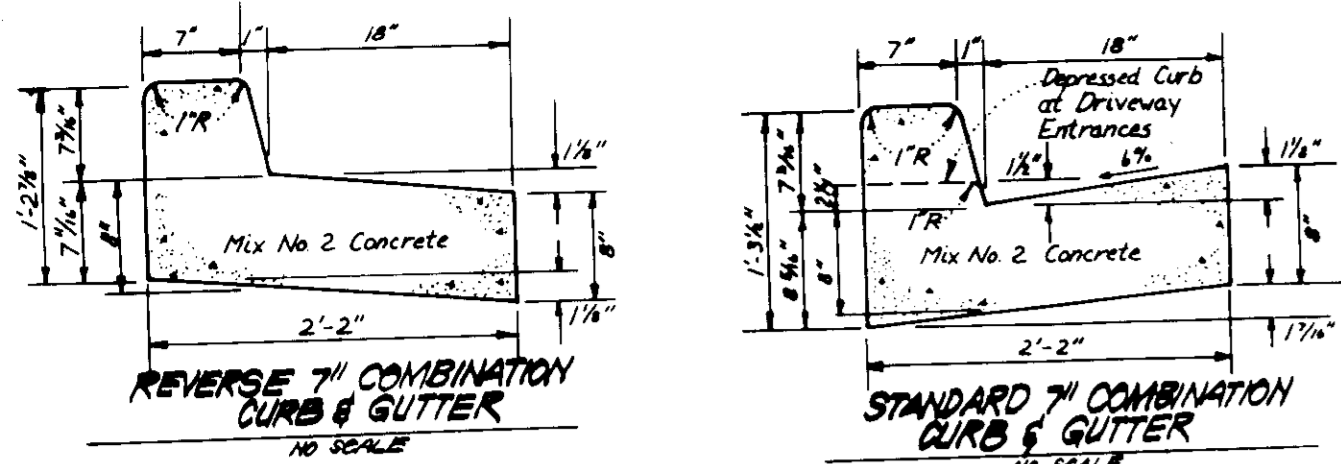 7" 1" 18"
1"R
7 3/16"
1'-2 7/8"
7 11/16"
8"
1 1/8"
Mix No. 2 Concrete
8"
1 1/8"
2'-2"
REVERSE 7" COMBINATION
CURB & GUTTER
NO SCALE
7" 1" 18"
Depressed Curb
at Driveway
Entrances
1"R
7 3/16"
1 1/2"
6%
1 1/8"
1'-3 1/2"
1"R
8 5/16"
8"
Mix No. 2 Concrete
8"
1 7/16"
2'-2"
STANDARD 7" COMBINATION
CURB & GUTTER
NO SCALE